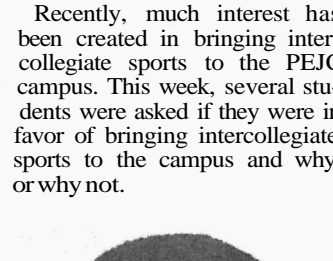 Recently, much interest has
been created in bringing inter
collegiate sports to the PEJC
campus. This week, several stu-
dents were asked if they were in
favor of bringing intercollegiate
sports to the campus and why
or why not.